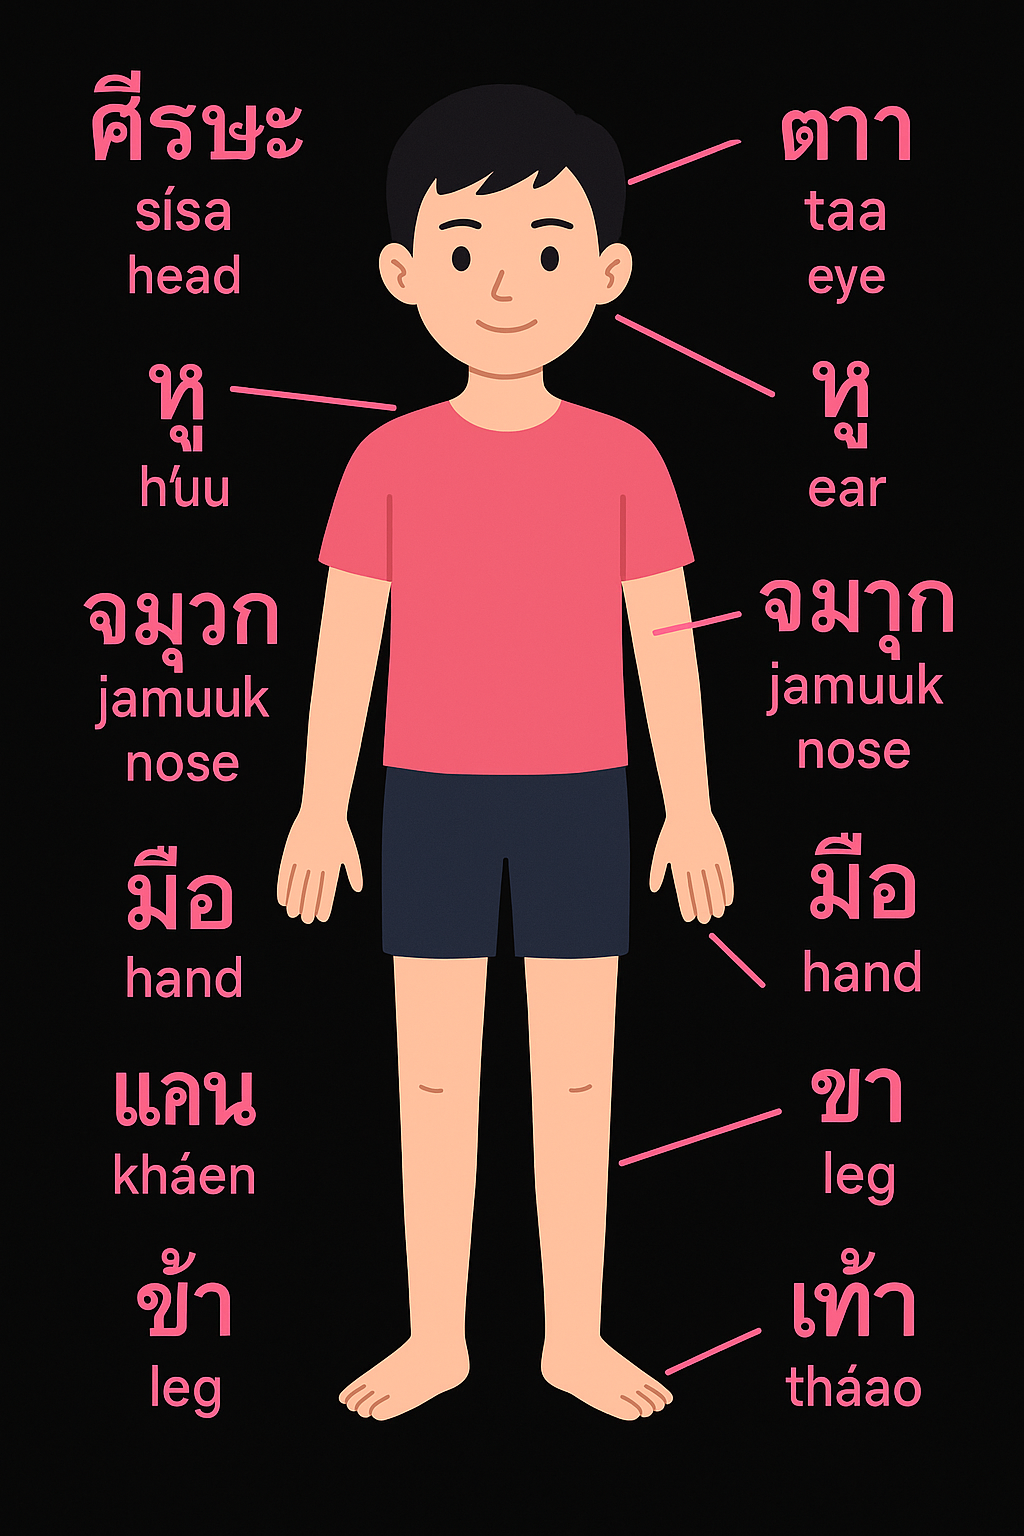 ศีรษะ
sísa
head
หู
h'uu
จมุวก
jamuuk
nose
มือ
hand
แคน
kháen
ข้า
leg
ตาา
taa
eye
หู
ear
จมาุก
jamuuk
nose
มือ
hand
ขา
leg
เท้า
tháao